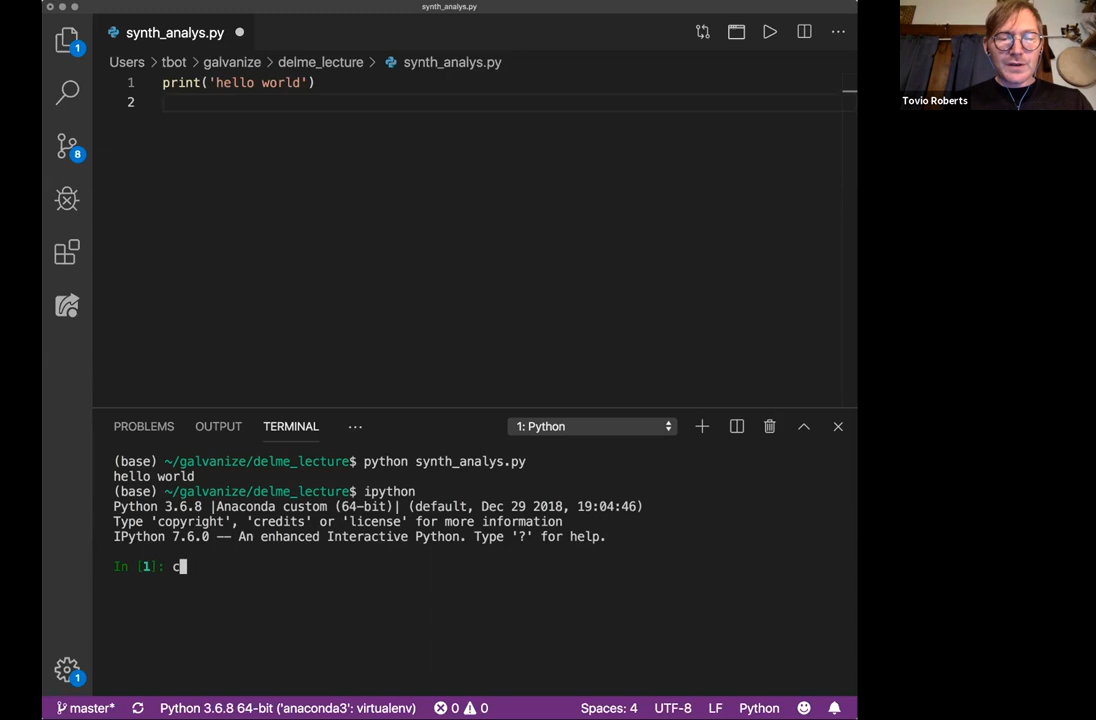 synth_analys.py
synth_analys.py
Users > tbot > galvanize > delme_lecture > synth_analys.py
1 print('hello world')
2
1
8
1
Tovio Roberts
PROBLEMS OUTPUT TERMINAL ... 1: Python
(base) ~/galvanize/delme_lecture$ python synth_analys.py
hello world
(base) ~/galvanize/delme_lecture$ ipython
Python 3.6.8 |Anaconda custom (64-bit)| (default, Dec 29 2018, 19:04:46)
Type 'copyright', 'credits' or 'license' for more information
IPython 7.6.0 -- An enhanced Interactive Python. Type '?' for help.
In [1]: c
master* Python 3.6.8 64-bit ('anaconda3': virtualenv) 0 0 Spaces: 4 UTF-8 LF Python